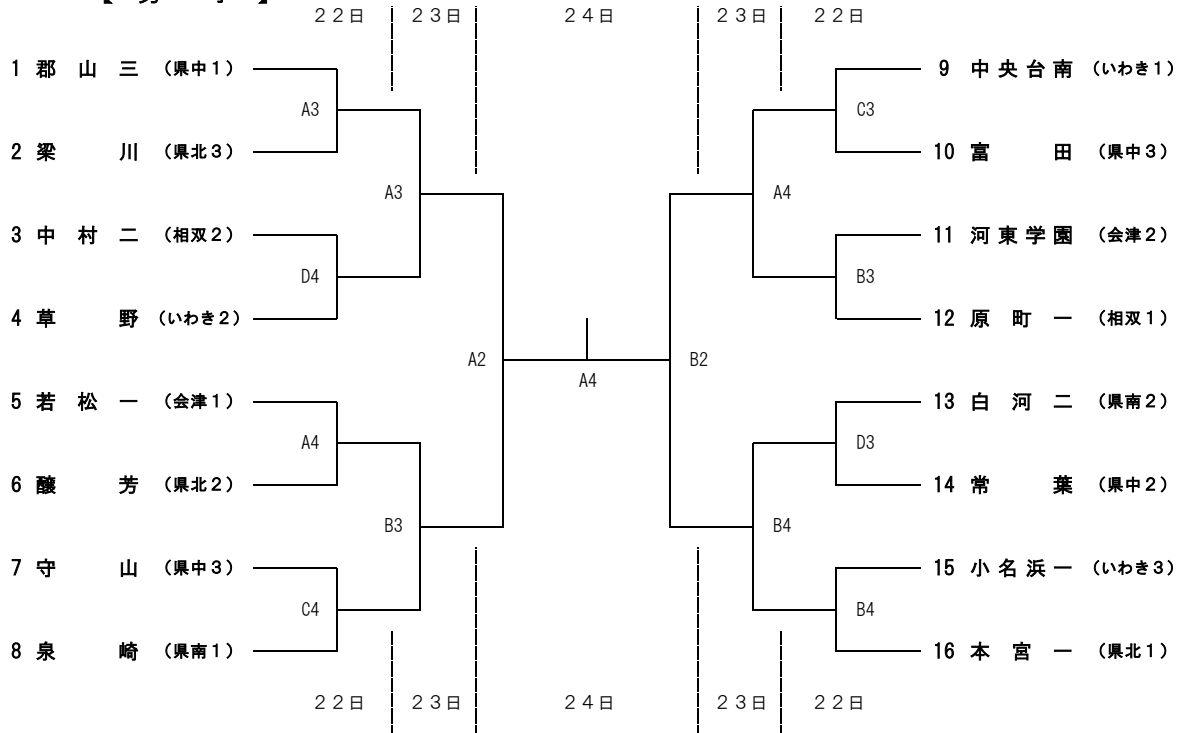 22日 23日 24日 23日 22日
1 郡山三 (県中1)
9 中央台南 (いわき1)
A3
C3
2 梁川 (県北3)
10 富田 (県中3)
A3
A4
3 中村二 (相双2)
11 河東学園 (会津2)
D4
B3
4 草野 (いわき2)
12 原町一 (相双1)
A2
B2
A4
5 若松一 (会津1)
13 白河二 (県南2)
A4
D3
6 醸芳 (県北2)
14 常葉 (県中2)
B3
B4
7 守山 (県中3)
15 小名浜一 (いわき3)
C4
B4
8 泉崎 (県南1)
16 本宮一 (県北1)
22日 23日 24日 23日 22日